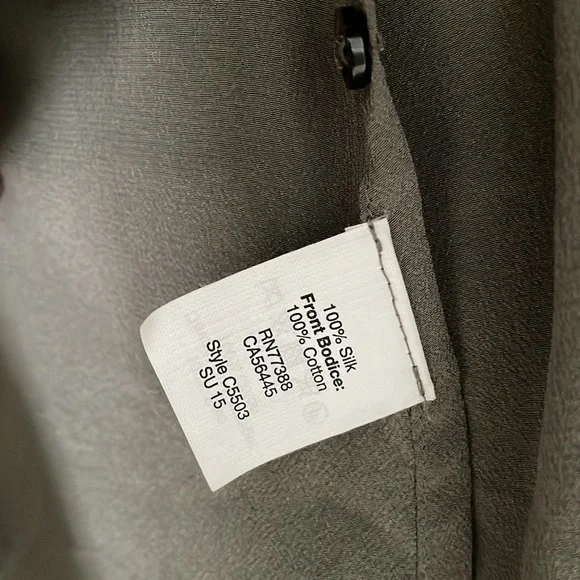 100% Silk
Front Bodice:
100% Cotton
RN77388
CA56445
Style C5503
SU 15